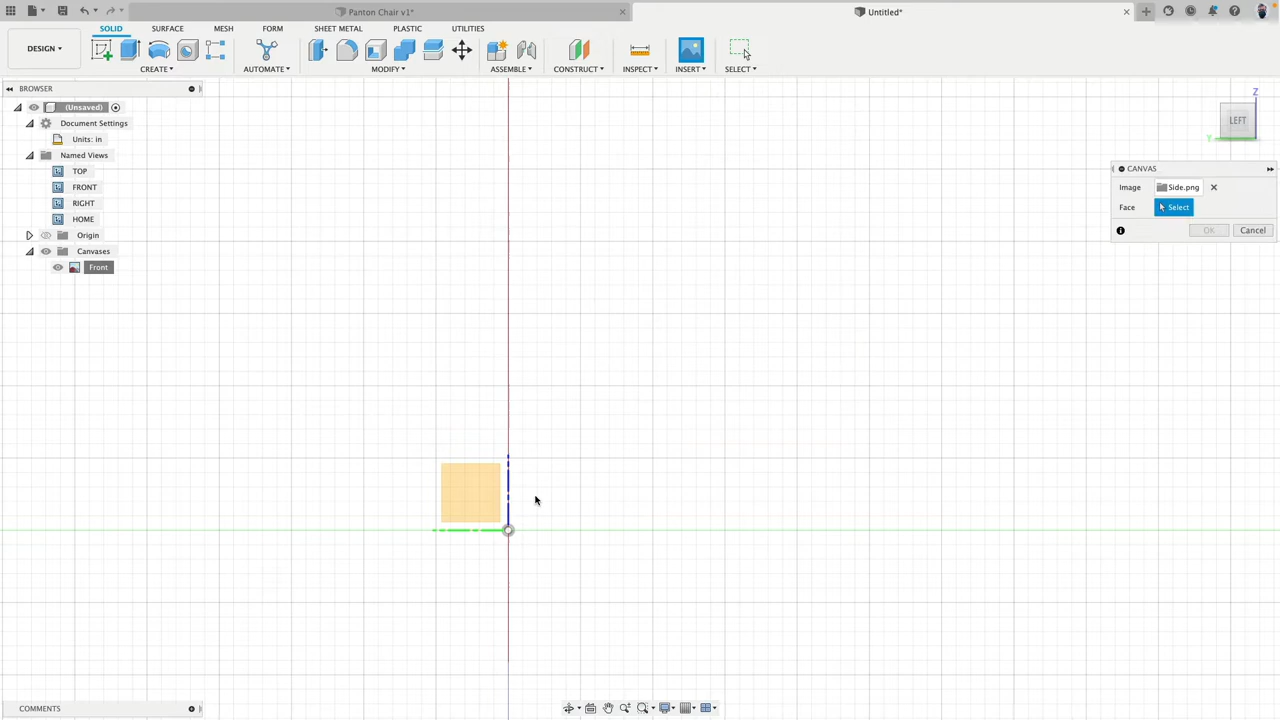 Panton Chair v1*
Untitled*
SOLID
SURFACE
MESH
FORM
SHEET METAL
PLASTIC
UTILITIES
DESIGN
CREATE
AUTOMATE
MODIFY
ASSEMBLE
CONSTRUCT
INSPECT
INSERT
SELECT
BROWSER
(Unsaved)
Document Settings
Units: in
Named Views
TOP
FRONT
RIGHT
HOME
Origin
Canvases
Front
Z
LEFT
Y
CANVAS
Image
Side.png
Face
Select
OK
Cancel
COMMENTS